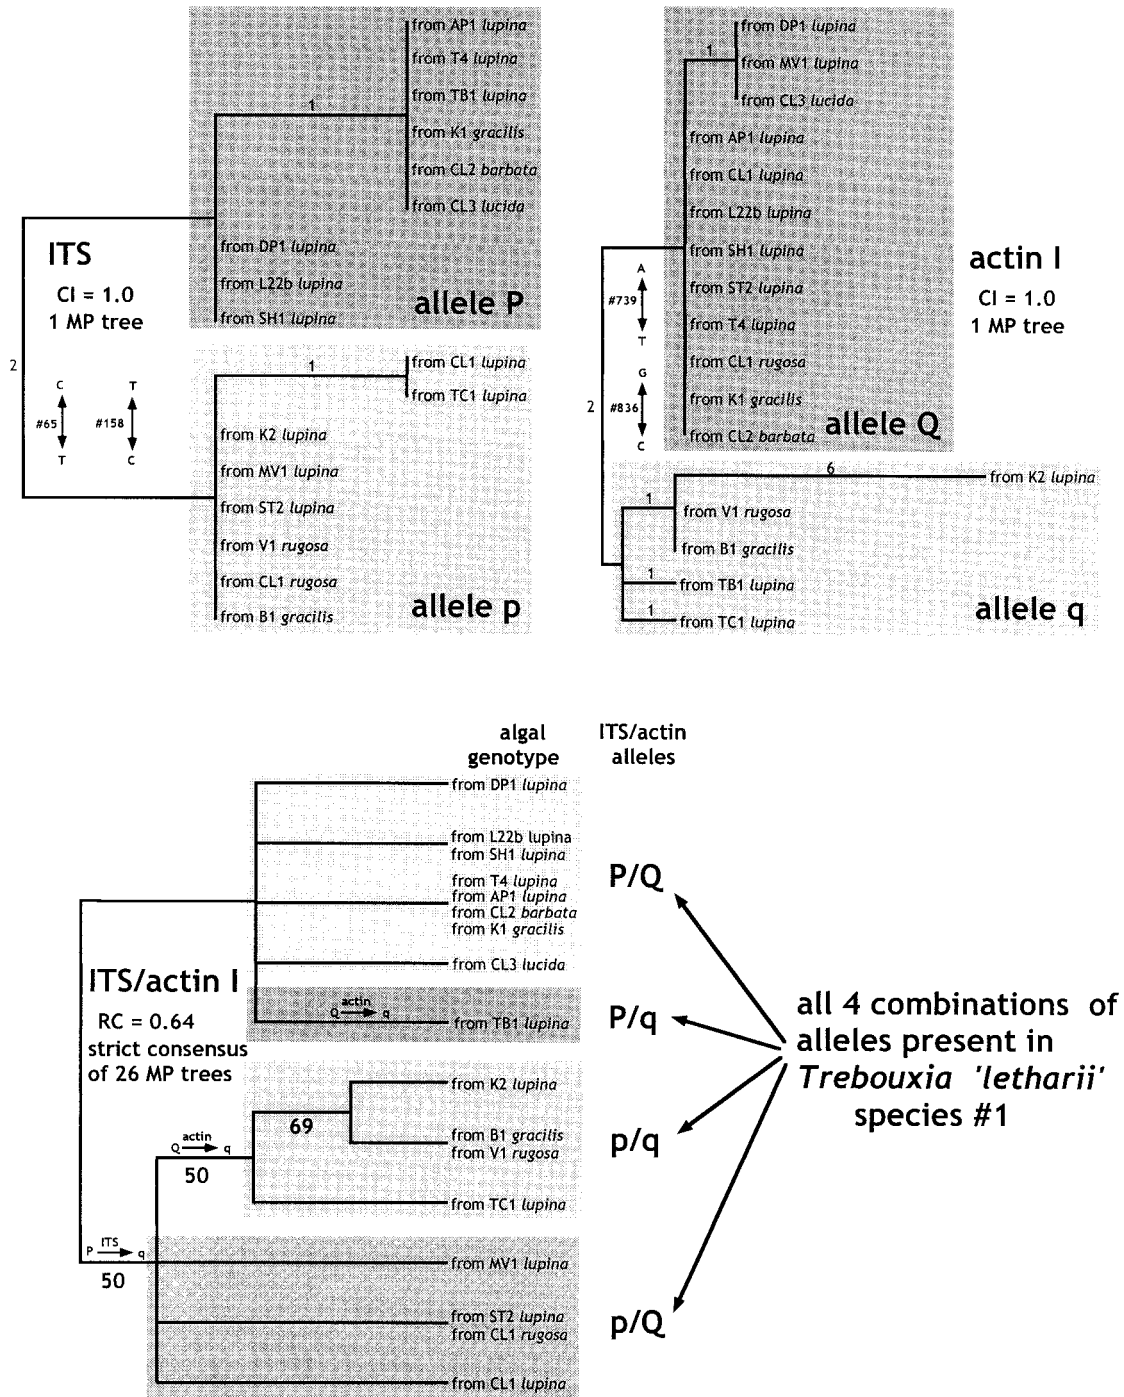 from AP1 lupina
from T4 lupina
1
from TB1 lupina
from K1 gracilis
from CL2 barbata
from CL3 lucida
from DP1 lupina
from L22b lupina
from SH1 lupina
allele P
ITS
CI = 1.0
1 MP tree
2
C T
#65 #158
T C
1
from CL1 lupina
from TC1 lupina
from K2 lupina
from MV1 lupina
from ST2 lupina
from V1 rugosa
from CL1 rugosa
from B1 gracilis
allele p
from DP1 lupina
1
from MV1 lupina
from CL3 lucida
from AP1 lupina
from CL1 lupina
from L22b lupina
from SH1 lupina
from ST2 lupina
from T4 lupina
from CL1 rugosa
from K1 gracilis
from CL2 barbata
allele Q
actin I
CI = 1.0
1 MP tree
A
#739
T
G
2
#836
C
6
from K2 lupina
1
from V1 rugosa
from B1 gracilis
1
from TB1 lupina
1
from TC1 lupina
allele q
algal
genotype
ITS/actin
alleles
from DP1 lupina
from L22b lupina
from SH1 lupina
from T4 lupina
from AP1 lupina
from CL2 barbata
from K1 gracilis
from CL3 lucida
actin
Q q
from TB1 lupina
ITS/actin I
RC = 0.64
strict consensus
of 26 MP trees
from K2 lupina
69
from B1 gracilis
from V1 rugosa
actin
Q q
50
from TC1 lupina
ITS
P q
50
from MV1 lupina
from ST2 lupina
from CL1 rugosa
from CL1 lupina
P/Q
P/q
p/q
p/Q
all 4 combinations of
alleles present in
Trebouxia 'letharii'
species #1